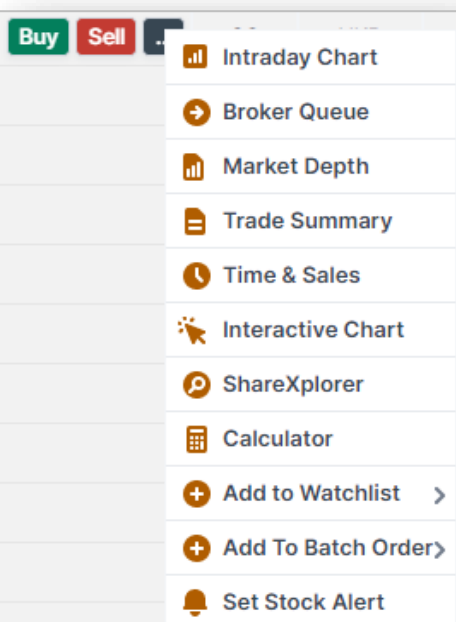 Buy Sell ..
Intraday Chart
Broker Queue
Market Depth
Trade Summary
Time & Sales
Interactive Chart
ShareXplorer
Calculator
Add to Watchlist
Add To Batch Order
Set Stock Alert